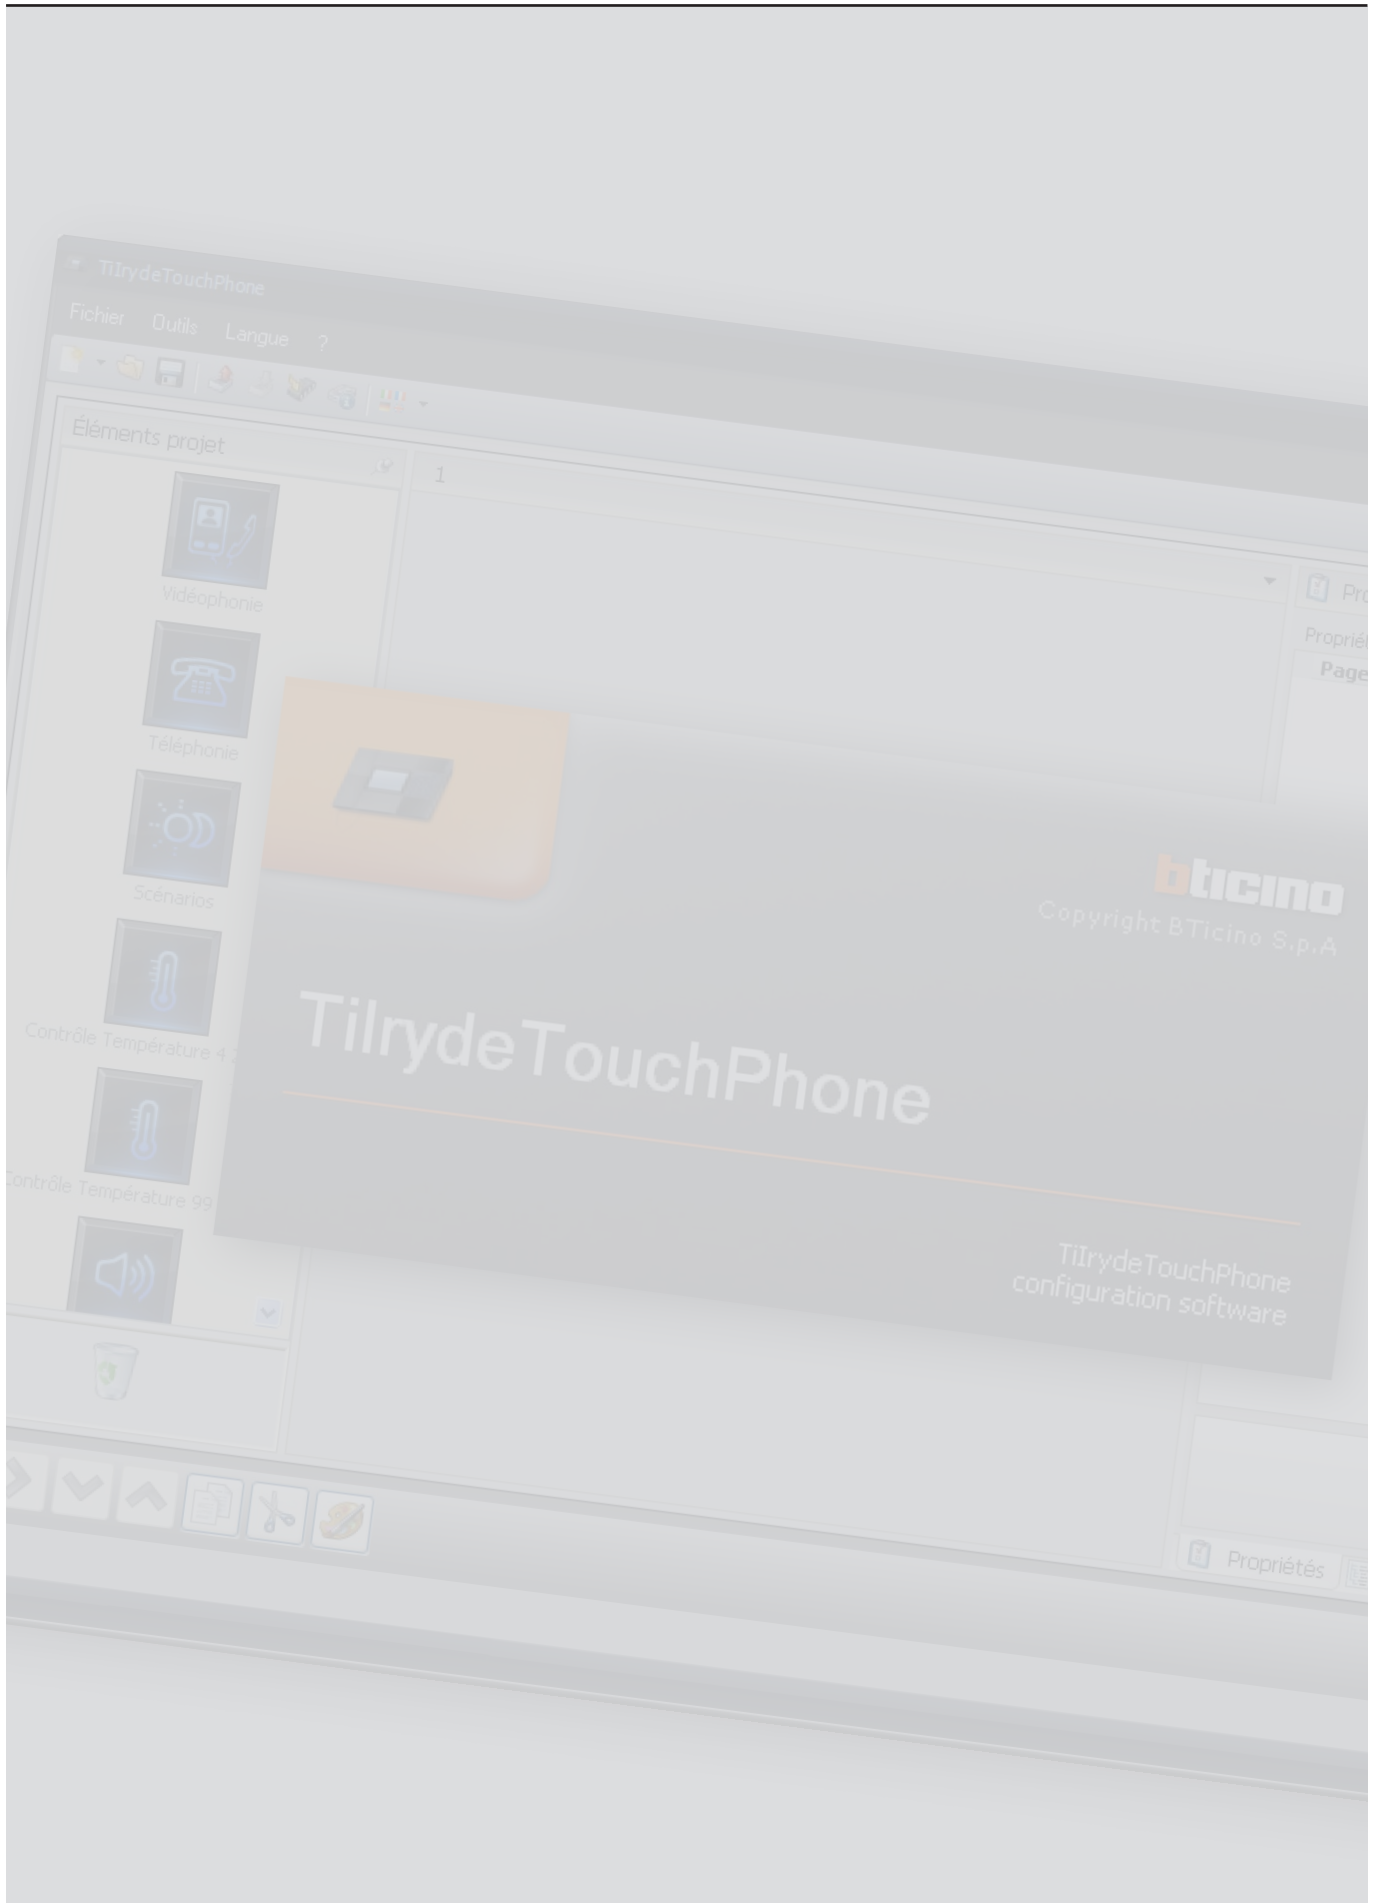 TiIrydeTouchPhone
Fichier Outils Langue ?
Éléments projet
1
Vidéophonie
Téléphonie
Scénarios
Contrôle Température 4
Contrôle Température 99
Propriétés
Page
bticino
Copyright BTicino S.p.A
TiIrydeTouchPhone
TiIrydeTouchPhone
configuration software
Propriétés